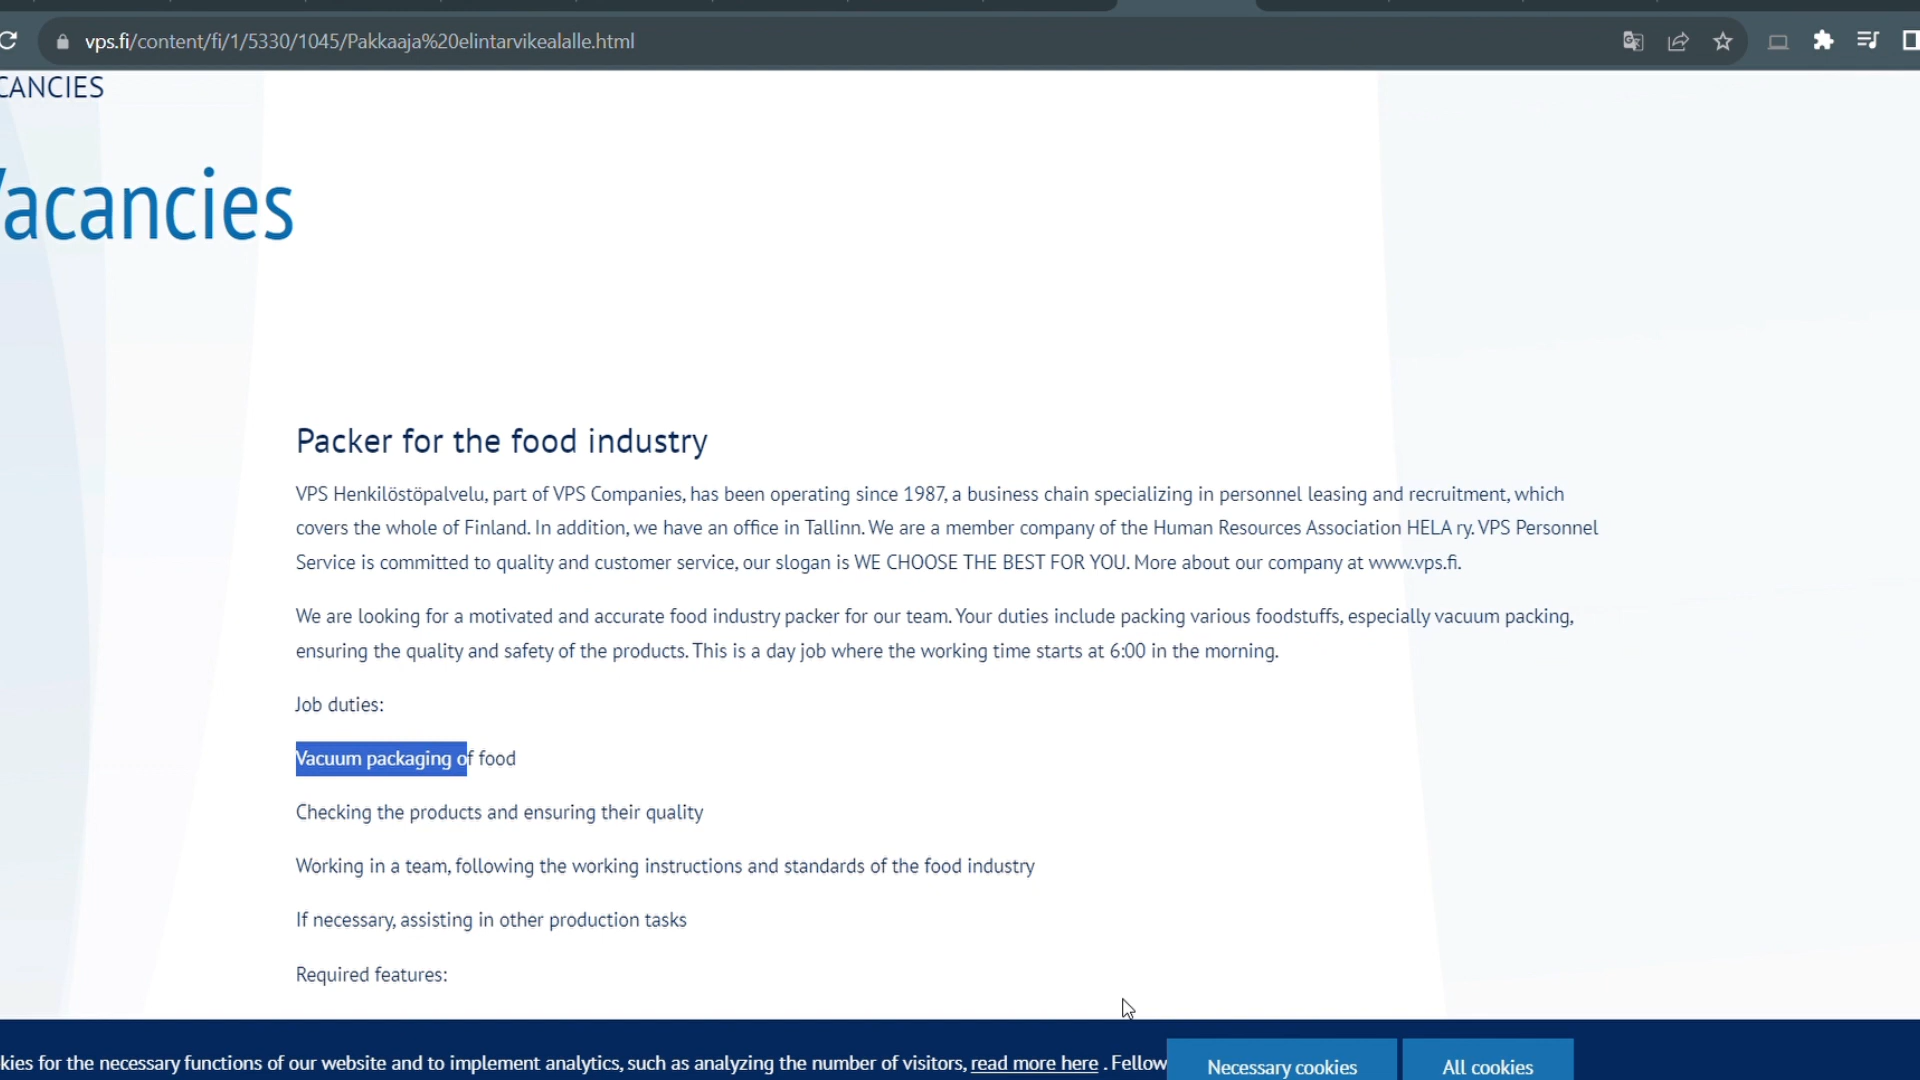 vps.fi/content/fi/1/5330/1045/Pakkaaja%20elintarvikealalle.html
CANCIES
acancies
Packer for the food industry
VPS Henkilöstöpalvelu, part of VPS Companies, has been operating since 1987, a business chain specializing in personnel leasing and recruitment, which
covers the whole of Finland. In addition, we have an office in Tallinn. We are a member company of the Human Resources Association HELA ry. VPS Personnel
Service is committed to quality and customer service, our slogan is WE CHOOSE THE BEST FOR YOU. More about our company at www.vps.fi.
We are looking for a motivated and accurate food industry packer for our team. Your duties include packing various foodstuffs, especially vacuum packing,
ensuring the quality and safety of the products. This is a day job where the working time starts at 6:00 in the morning.
Job duties:
Vacuum packaging of food
Checking the products and ensuring their quality
Working in a team, following the working instructions and standards of the food industry
If necessary, assisting in other production tasks
Required features:
kies for the necessary functions of our website and to implement analytics, such as analyzing the number of visitors, read more here . Fellow
Necessary cookies
All cookies